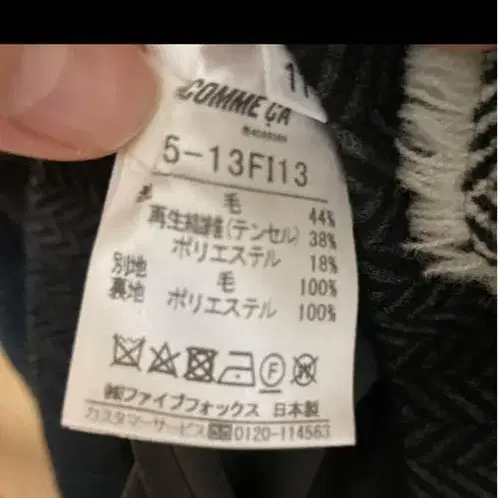 11
COMME ÇA
5-13FI13
毛 44%
再生繊維(テンセル) 38%
ポリエステル 18%
別地 毛 100%
裏地 ポリエステル 100%
F W
㈱ファイブフォックス 日本製
カスタマーサービス 0120-114563